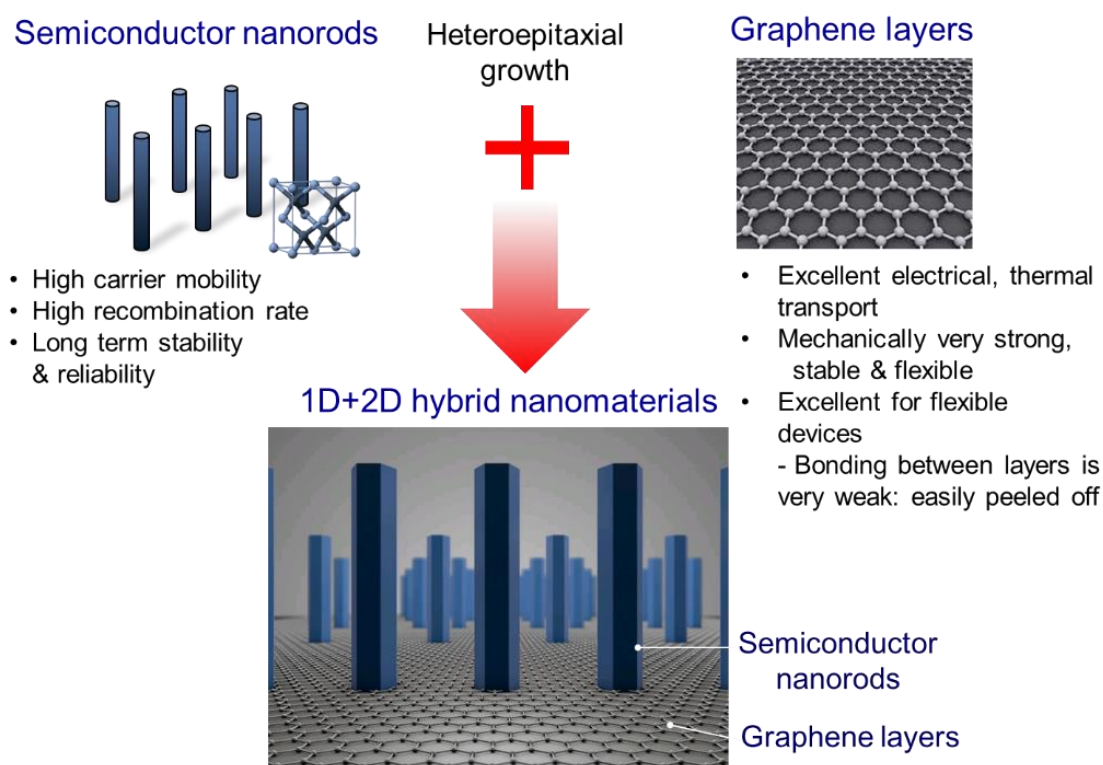 Semiconductor nanorods
Heteroepitaxial
growth
Graphene layers
• High carrier mobility
• High recombination rate
• Long term stability
& reliability
• Excellent electrical, thermal
transport
• Mechanically very strong,
stable & flexible
• Excellent for flexible
devices
- Bonding between layers is
very weak: easily peeled off
1D+2D hybrid nanomaterials
Semiconductor
nanorods
Graphene layers